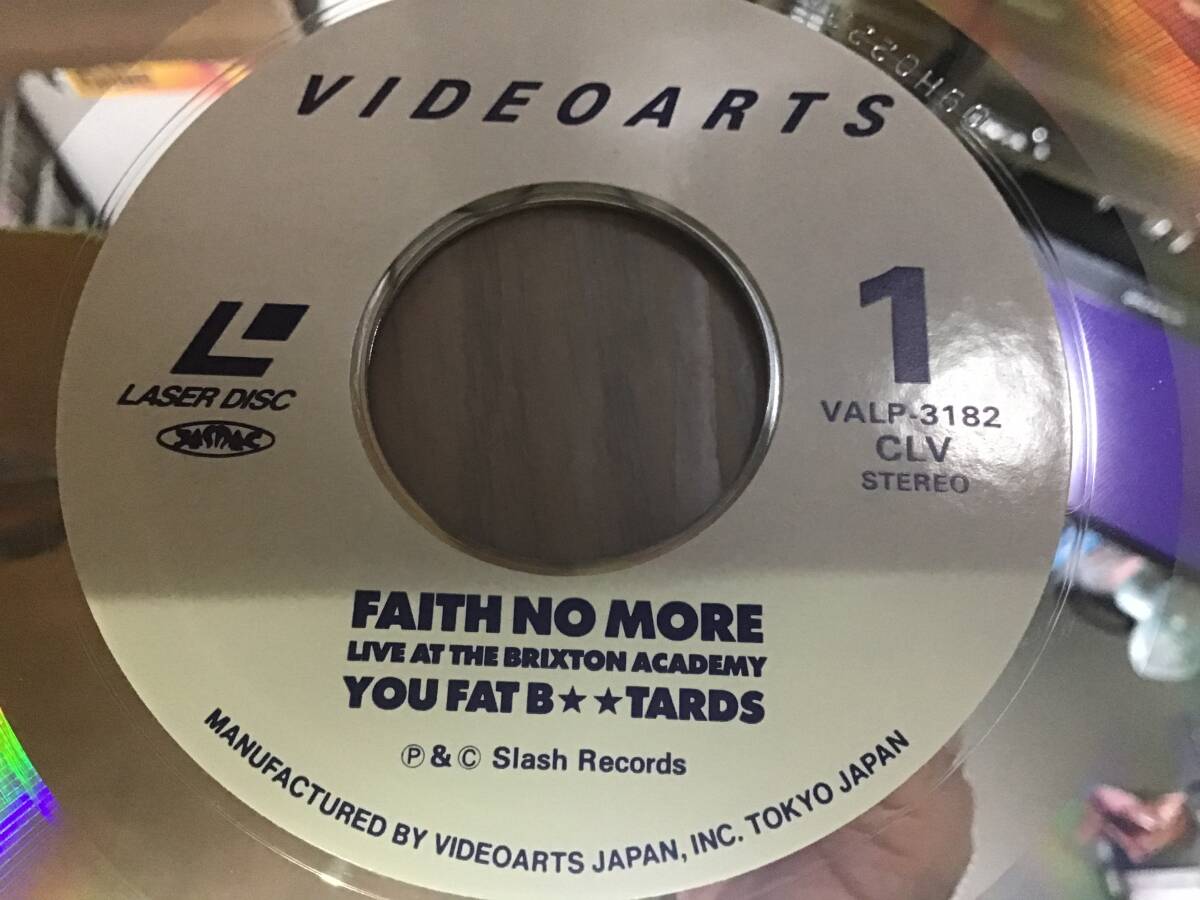 VIDEOARTS
1
LASER DISC
VALP-3182
CLV
STEREO
FAITH NO MORE
LIVE AT THE BRIXTON ACADEMY
YOU FAT B★★TARDS
Ⓟ & © Slash Records
MANUFACTURED BY VIDEOARTS JAPAN, INC. TOKYO JAPAN